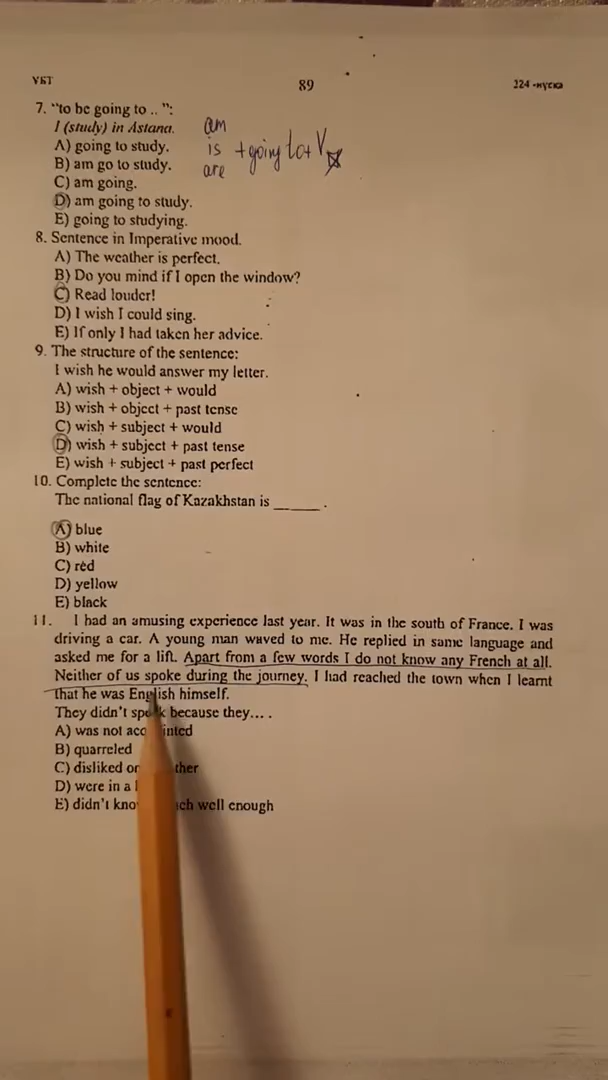 ҰБТ 89 224 -нұсқа
7. "to be going to .. ":
I (study) in Astana.
A) going to study.
B) am go to study.
C) am going.
D) am going to study.
E) going to studying.
am
is + going to + V
are
8. Sentence in Imperative mood.
A) The weather is perfect.
B) Do you mind if I open the window?
C) Read louder!
D) I wish I could sing.
E) If only I had taken her advice.
9. The structure of the sentence:
I wish he would answer my letter.
A) wish + object + would
B) wish + object + past tense
C) wish + subject + would
D) wish + subject + past tense
E) wish + subject + past perfect
10. Complete the sentence:
The national flag of Kazakhstan is ______ .
A) blue
B) white
C) red
D) yellow
E) black
11. I had an amusing experience last year. It was in the south of France. I was
driving a car. A young man waved to me. He replied in same language and
asked me for a lift. Apart from a few words I do not know any French at all.
Neither of us spoke during the journey. I had reached the town when I learnt
that he was English himself.
They didn't speak because they... .
A) was not
B) quarreled
C) disliked
D) were in a
E) didn't well enough